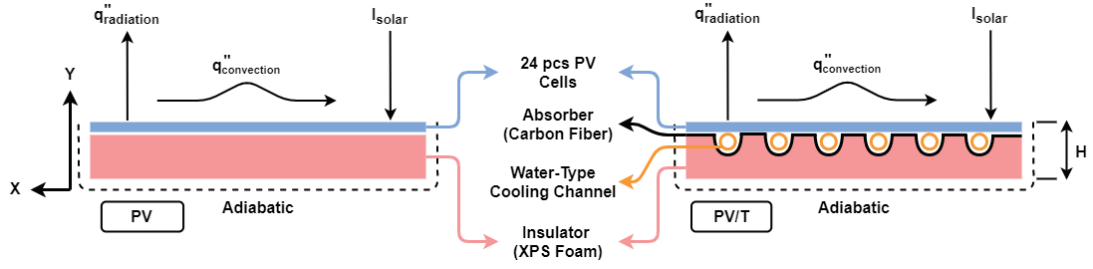 q"radiation
Isolar
q"convection
Y
X
PV
Adiabatic
24 pcs PV
Cells
Absorber
(Carbon Fiber)
Water-Type
Cooling Channel
Insulator
(XPS Foam)
q"radiation
Isolar
q"convection
H
PV/T
Adiabatic